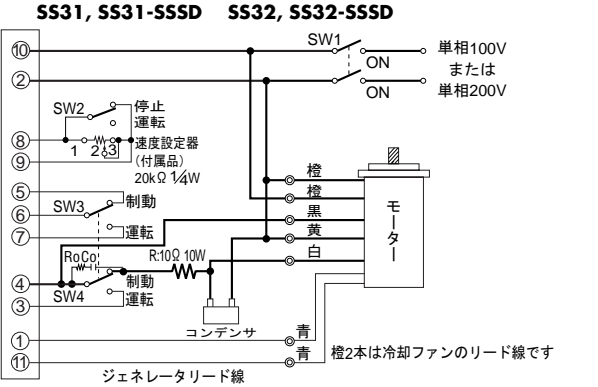 SS31, SS31-SSSD SS32, SS32-SSSD
SW1
⑩
単相100V
ON
または
②
ON
単相200V
SW2
停止
運転
⑧
1 2 3
速度設定器
⑨
(付属品)
20kΩ 1/4W
橙
⑤
制動
橙
⑥
SW3
黒
⑦
運転
黄
モーター
RoCo
R:10Ω 10W
白
④
制動
SW4
③
運転
コンデンサ
①
青
⑪
青
橙2本は冷却ファンのリード線です
ジェネレータリード線